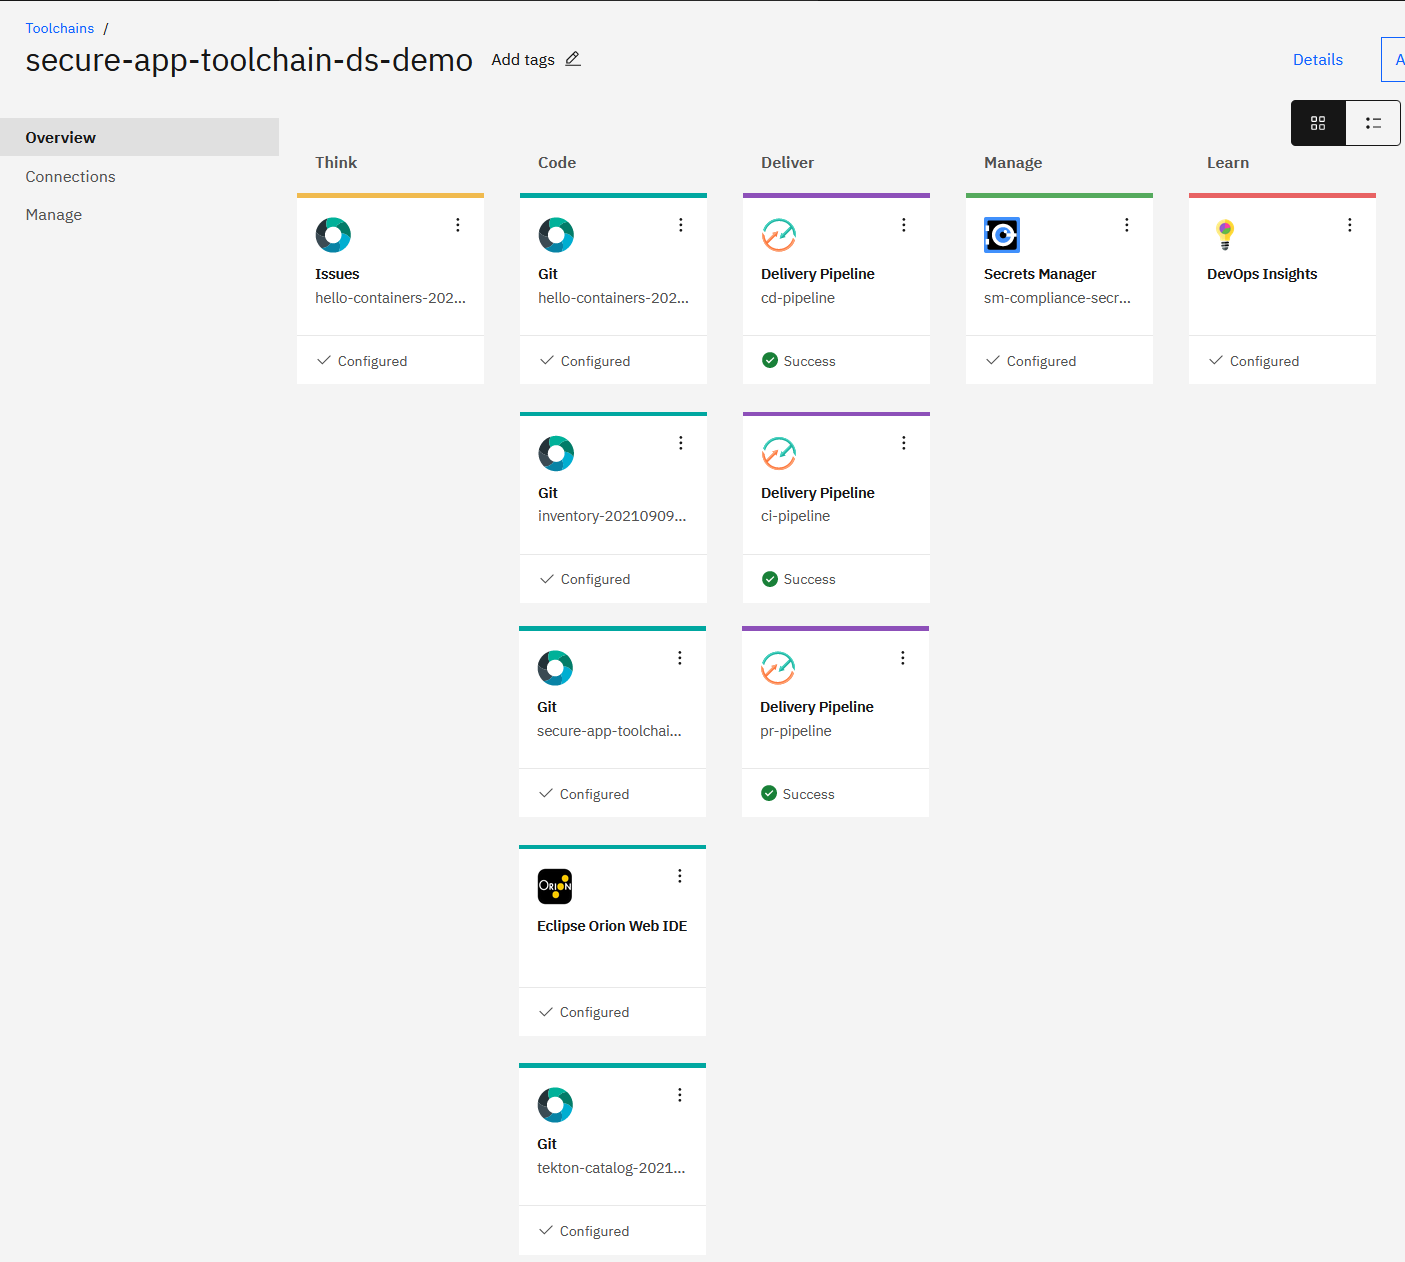 Toolchains /
secure-app-toolchain-ds-demo Add tags
Details
A
Overview
Connections
Manage
Think
Issues
hello-containers-202...
Configured
Code
Git
hello-containers-202...
Configured
Git
inventory-20210909...
Configured
Git
secure-app-toolchai...
Configured
ORION
Eclipse Orion Web IDE
Configured
Git
tekton-catalog-2021...
Configured
Deliver
Delivery Pipeline
cd-pipeline
Success
Delivery Pipeline
ci-pipeline
Success
Delivery Pipeline
pr-pipeline
Success
Manage
Secrets Manager
sm-compliance-secr...
Configured
Learn
DevOps Insights
Configured